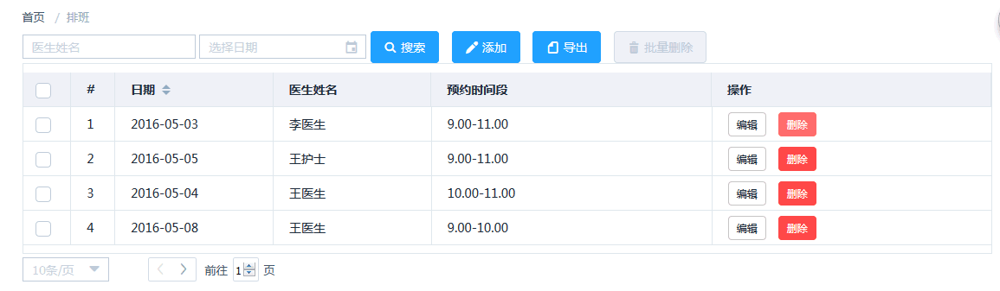 首页 / 排班
医生姓名 选择日期 搜索 添加 导出 批量删除
# 日期 医生姓名 预约时间段 操作
1 2016-05-03 李医生 9.00-11.00 编辑 删除
2 2016-05-05 王护士 9.00-11.00 编辑 删除
3 2016-05-04 王医生 10.00-11.00 编辑 删除
4 2016-05-08 王医生 9.00-10.00 编辑 删除
10条/页 前往 1 页